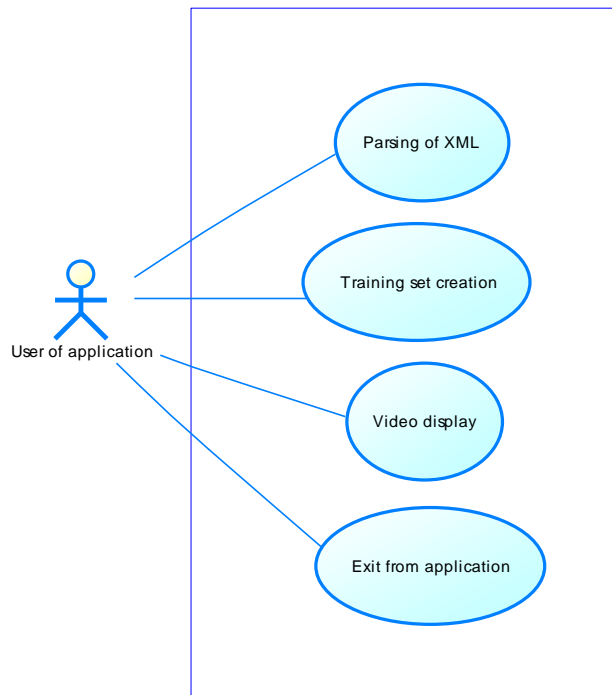 Parsing of XML
Training set creation
User of application
Video display
Exit from application